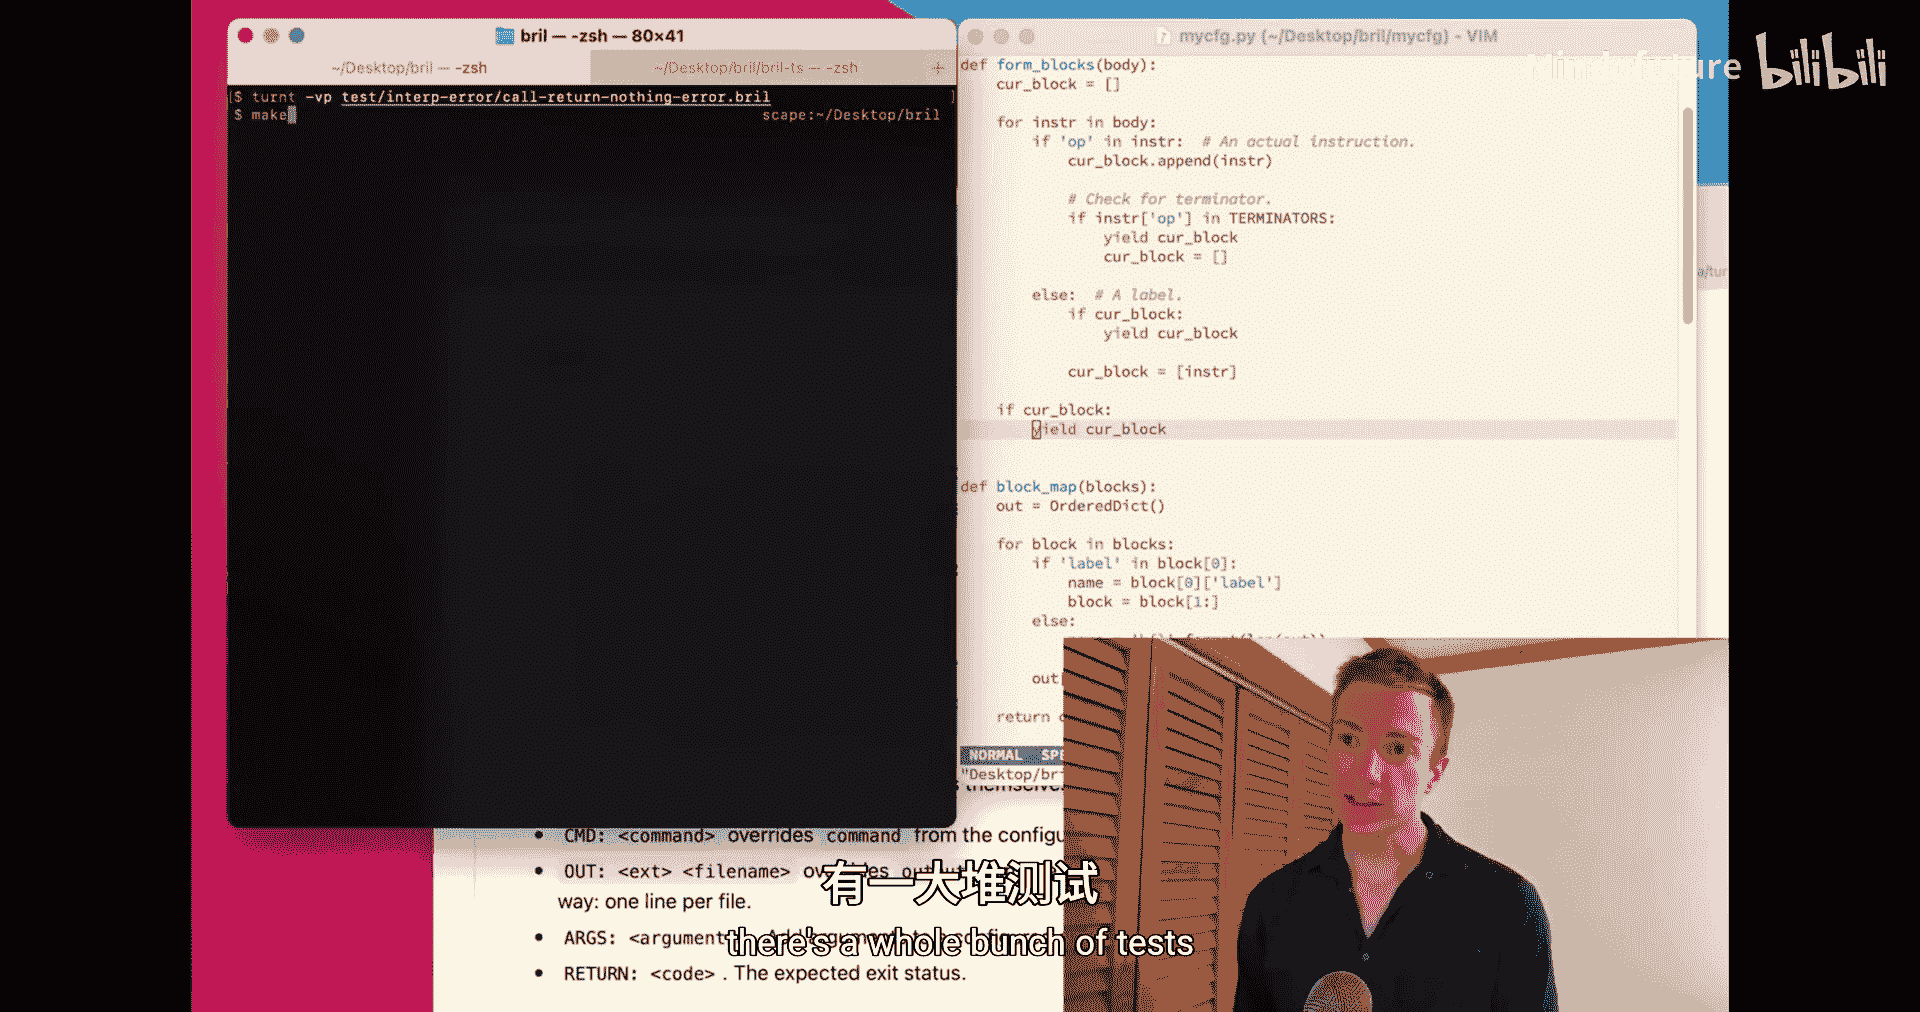 bril — -zsh — 80×41
~/Desktop/bril — -zsh
~/Desktop/bril/bril-ts — -zsh
+
[$ turnt -vp test/interp-error/call-return-nothing-error.bril ]
$ make
scape:~/Desktop/bril
mycfg.py (~/Desktop/bril/mycfg) - VIM
def form_blocks(body):
cur_block = []
for instr in body:
if 'op' in instr:  # An actual instruction.
cur_block.append(instr)
# Check for terminator.
if instr['op'] in TERMINATORS:
yield cur_block
cur_block = []
else:  # A label.
if cur_block:
yield cur_block
cur_block = [instr]
if cur_block:
yield cur_block
def block_map(blocks):
out = OrderedDict()
for block in blocks:
if 'label' in block[0]:
name = block[0]['label']
block = block[1:]
else:
out[
return
NORMAL SPE
"Desktop/bri
bilibili
• CMD: <command> overrides command from the configu
• OUT: <ext> <filename>
way: one line per file.
• ARGS: <argument
• RETURN: <code> . The expected exit status.
有一大堆测试
there's a whole bunch of tests